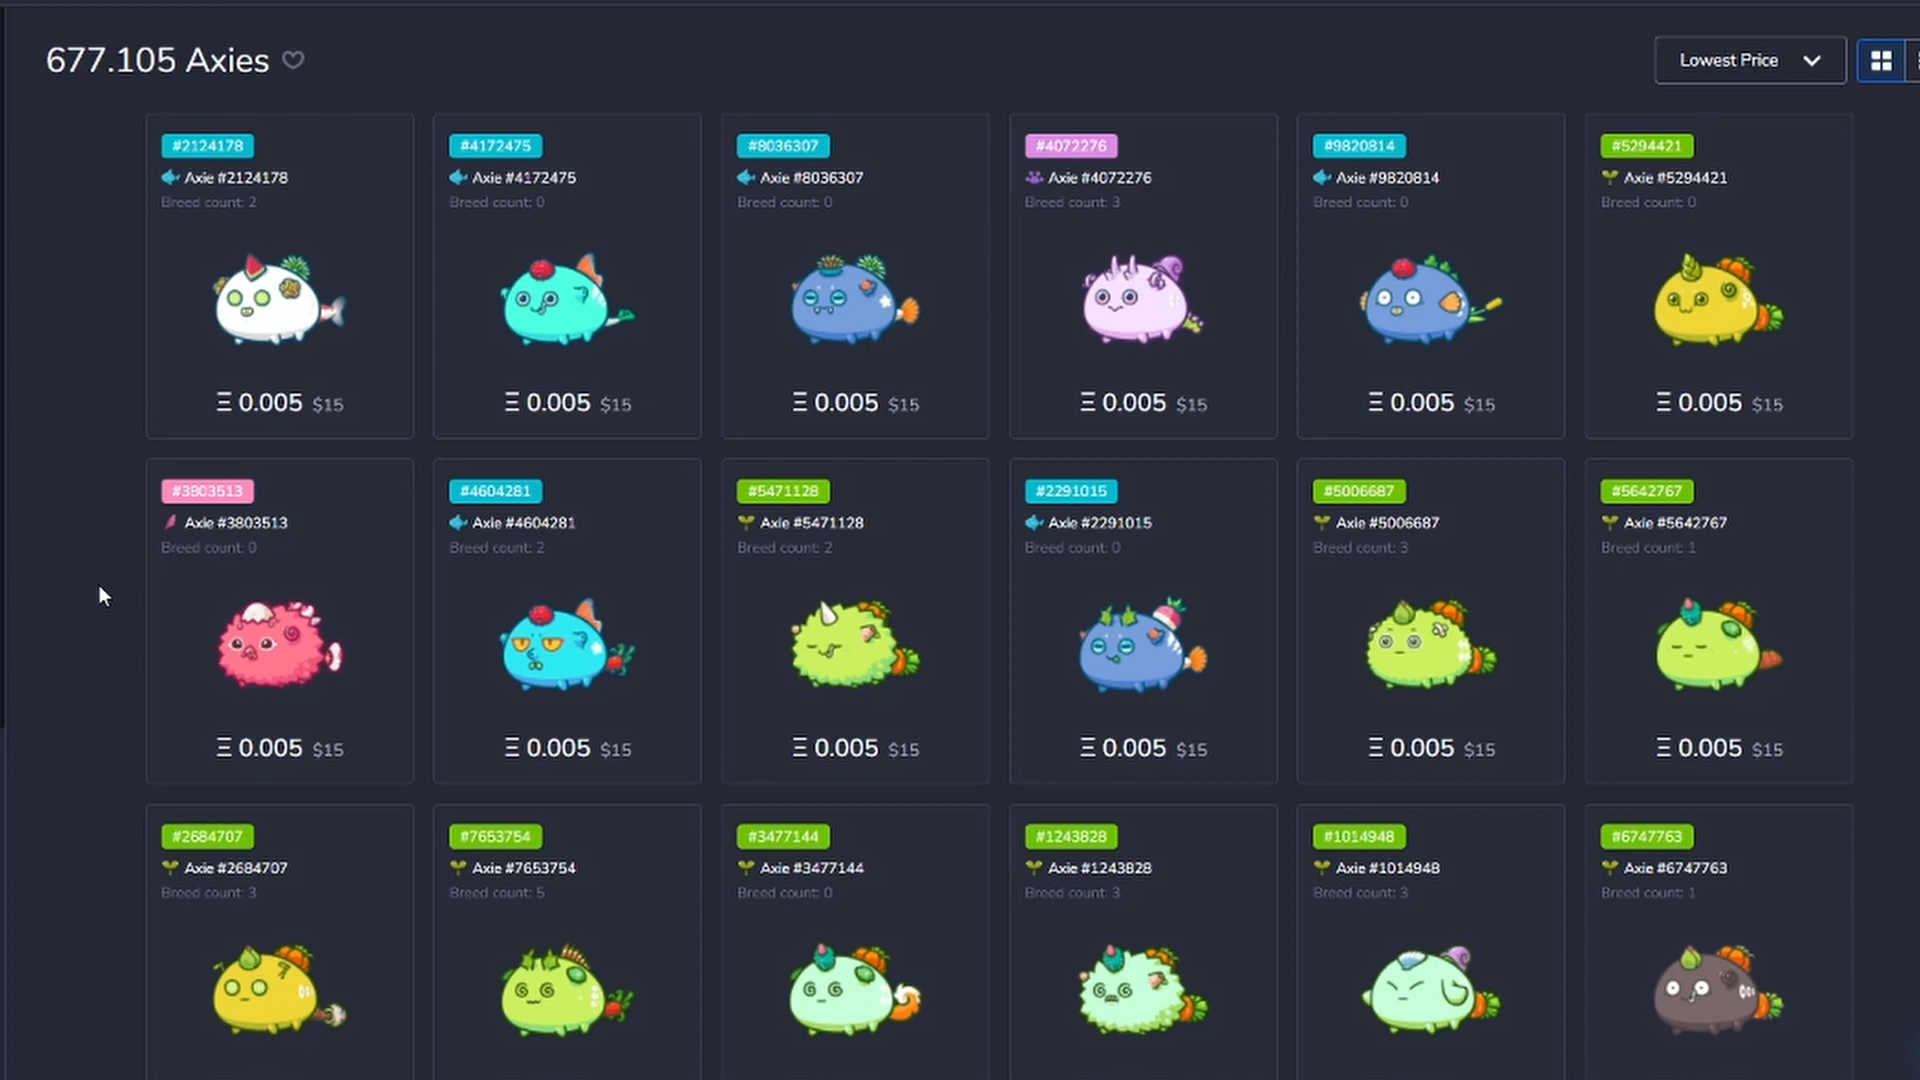 677.105 Axies
Lowest Price
#2124178
Axie #2124178
Breed count: 2
Ξ 0.005 $15
#4172475
Axie #4172475
Breed count: 0
Ξ 0.005 $15
#8036307
Axie #8036307
Breed count: 0
Ξ 0.005 $15
#4072276
Axie #4072276
Breed count: 3
Ξ 0.005 $15
#9820814
Axie #9820814
Breed count: 0
Ξ 0.005 $15
#5294421
Axie #5294421
Breed count: 0
Ξ 0.005 $15
#3803513
Axie #3803513
Breed count: 0
Ξ 0.005 $15
#4604281
Axie #4604281
Breed count: 2
Ξ 0.005 $15
#5471128
Axie #5471128
Breed count: 2
Ξ 0.005 $15
#2291015
Axie #2291015
Breed count: 0
Ξ 0.005 $15
#5006687
Axie #5006687
Breed count: 3
Ξ 0.005 $15
#5642767
Axie #5642767
Breed count: 1
Ξ 0.005 $15
#2684707
Axie #2684707
Breed count: 3
#7653754
Axie #7653754
Breed count: 5
#3477144
Axie #3477144
Breed count: 0
#1243828
Axie #1243828
Breed count: 3
#1014948
Axie #1014948
Breed count: 3
#6747763
Axie #6747763
Breed count: 1